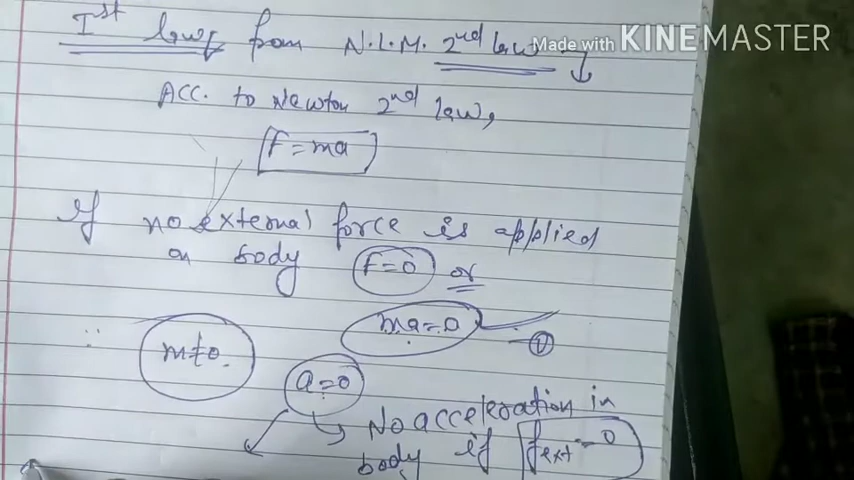 Ist law from N.L.M. 2nd law
Made with KINEMASTER
Acc. to Newton 2nd law,
F = ma
If no external force is applied
on body F = 0 or
ma = 0 — ①
∵ m ≠ 0.
a = 0
No acceleration in
body if fext = 0